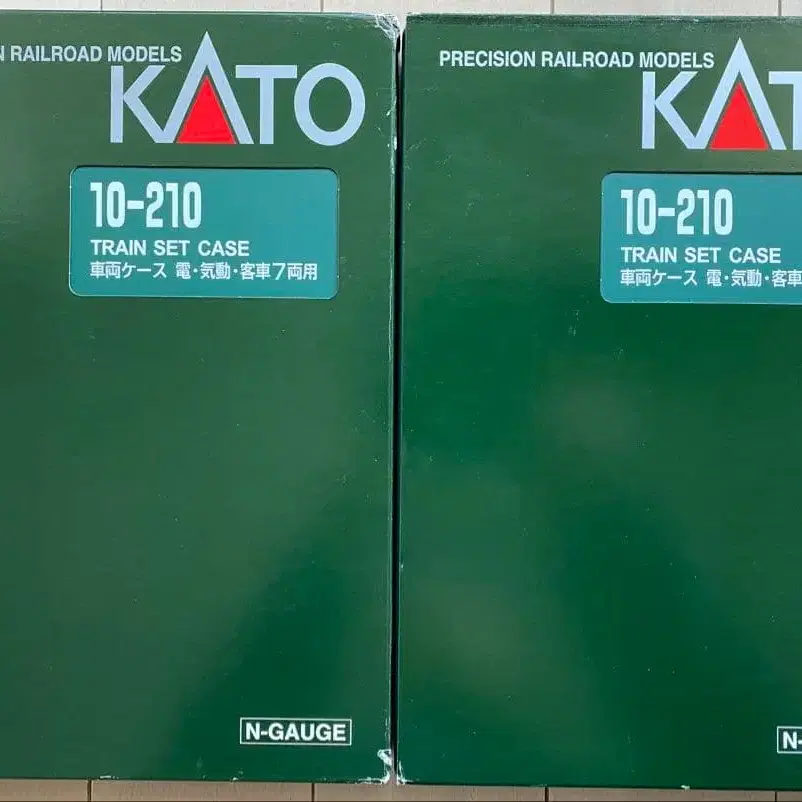 N RAILROAD MODELS
KATO
10-210
TRAIN SET CASE
車両ケース 電・気動・客車7両用
N-GAUGE
PRECISION RAILROAD MODELS
KAT
10-210
TRAIN SET CASE
車両ケース 電・気動・客車
N-